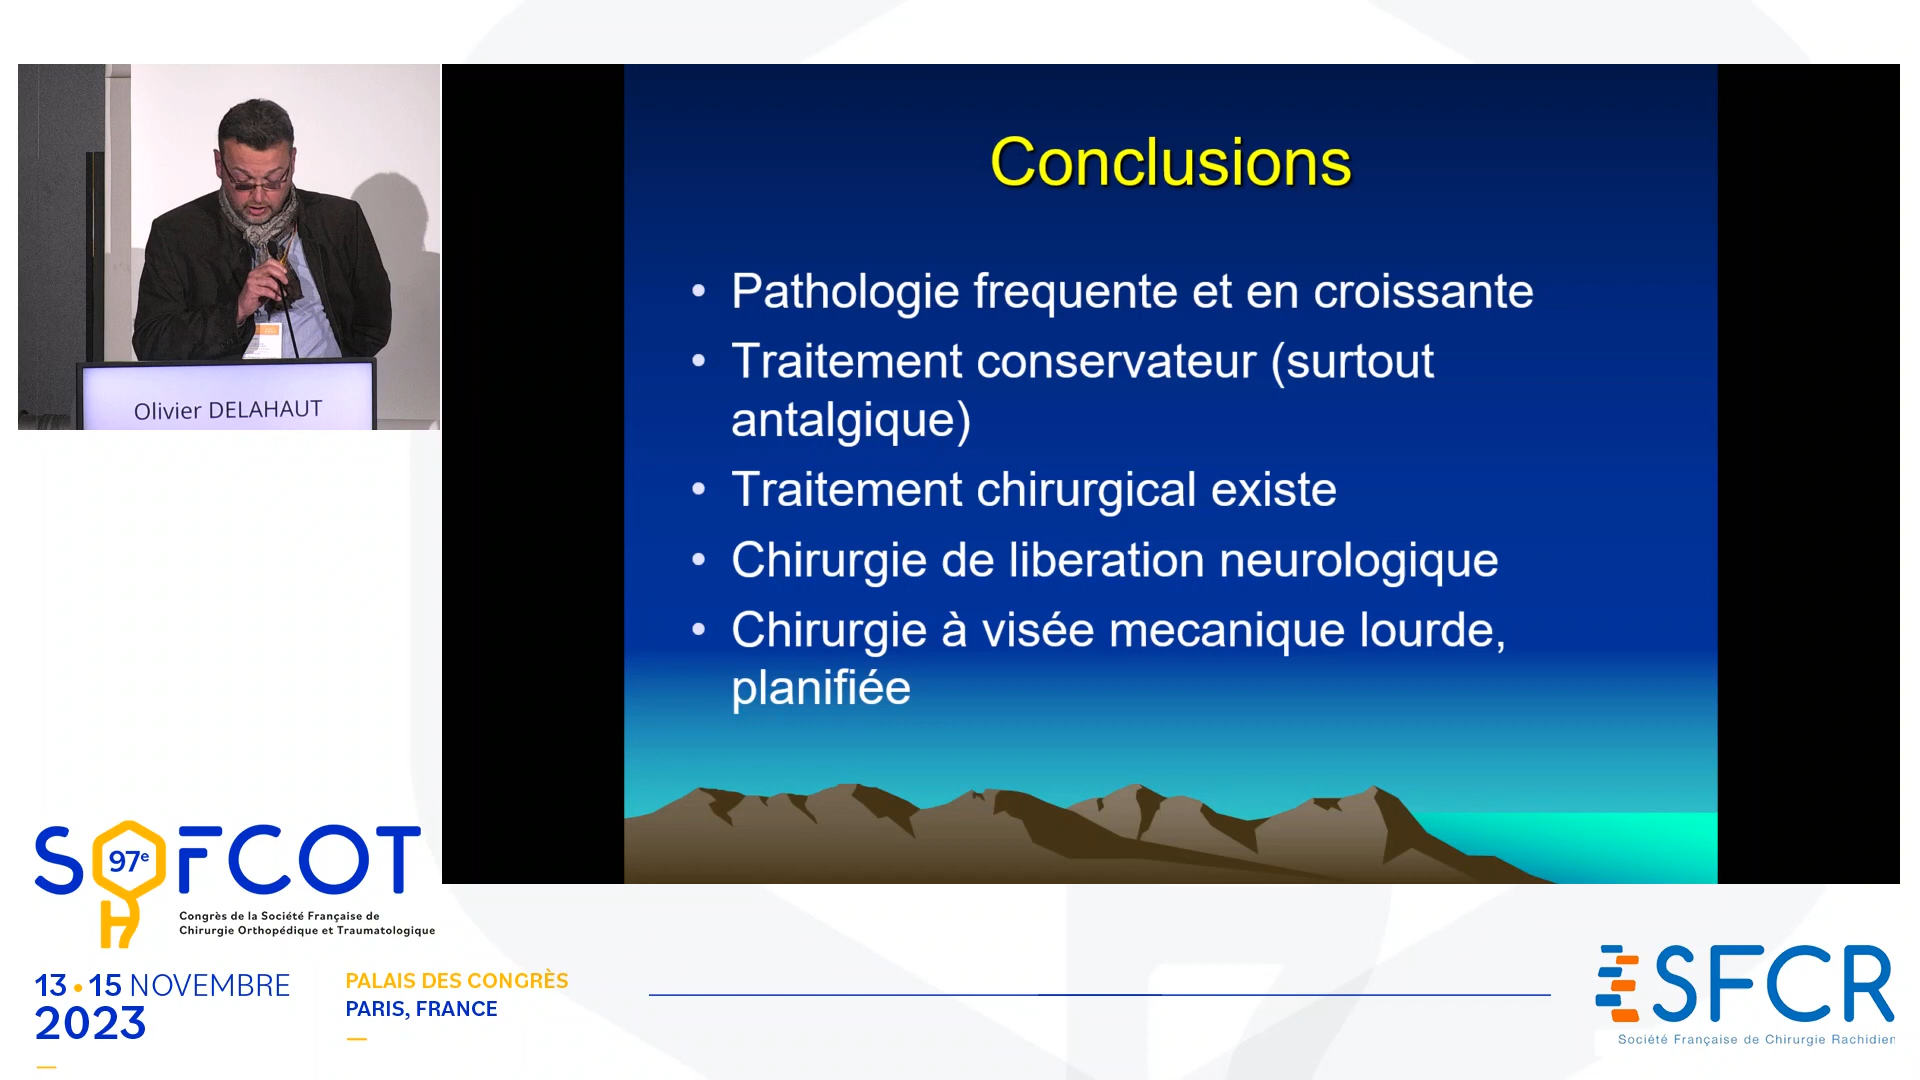 Conclusions
• Pathologie frequente et en croissante
• Traitement conservateur (surtout
antalgique)
• Traitement chirurgical existe
• Chirurgie de liberation neurologique
• Chirurgie à visée mecanique lourde,
planifiée
Olivier DELAHAUT
SOFCOT
97e
Congrès de la Société Française de
Chirurgie Orthopédique et Traumatologique
13 • 15 NOVEMBRE
2023
PALAIS DES CONGRÈS
PARIS, FRANCE
SFCR
Société Française de Chirurgie Rachidien